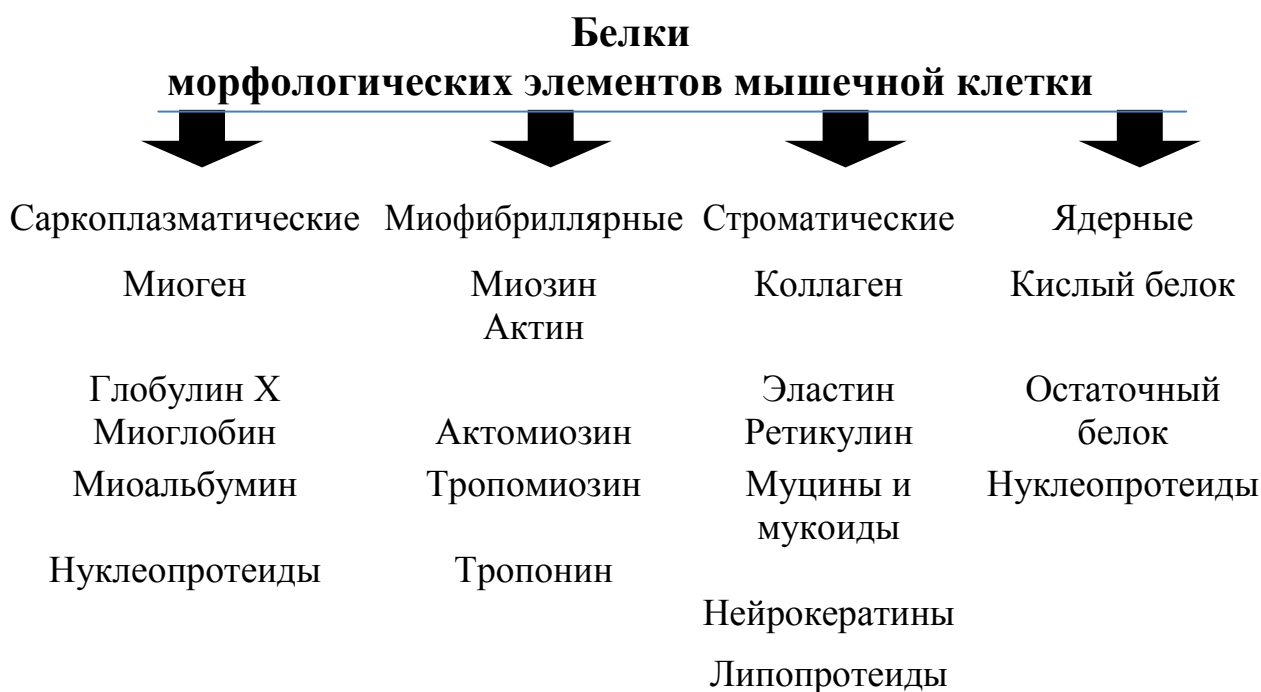 Белки
морфологических элементов мышечной клетки
Саркоплазматические Миофибриллярные Строматические Ядерные
Миоген Миозин Коллаген Кислый белок
Актин
Глобулин X Эластин Остаточный
Миоглобин Актомиозин Ретикулин белок
Миоальбумин Тропомиозин Муцины и Нуклеопротеиды
мукоиды
Нуклеопротеиды Тропонин
Нейрокератины
Липопротеиды